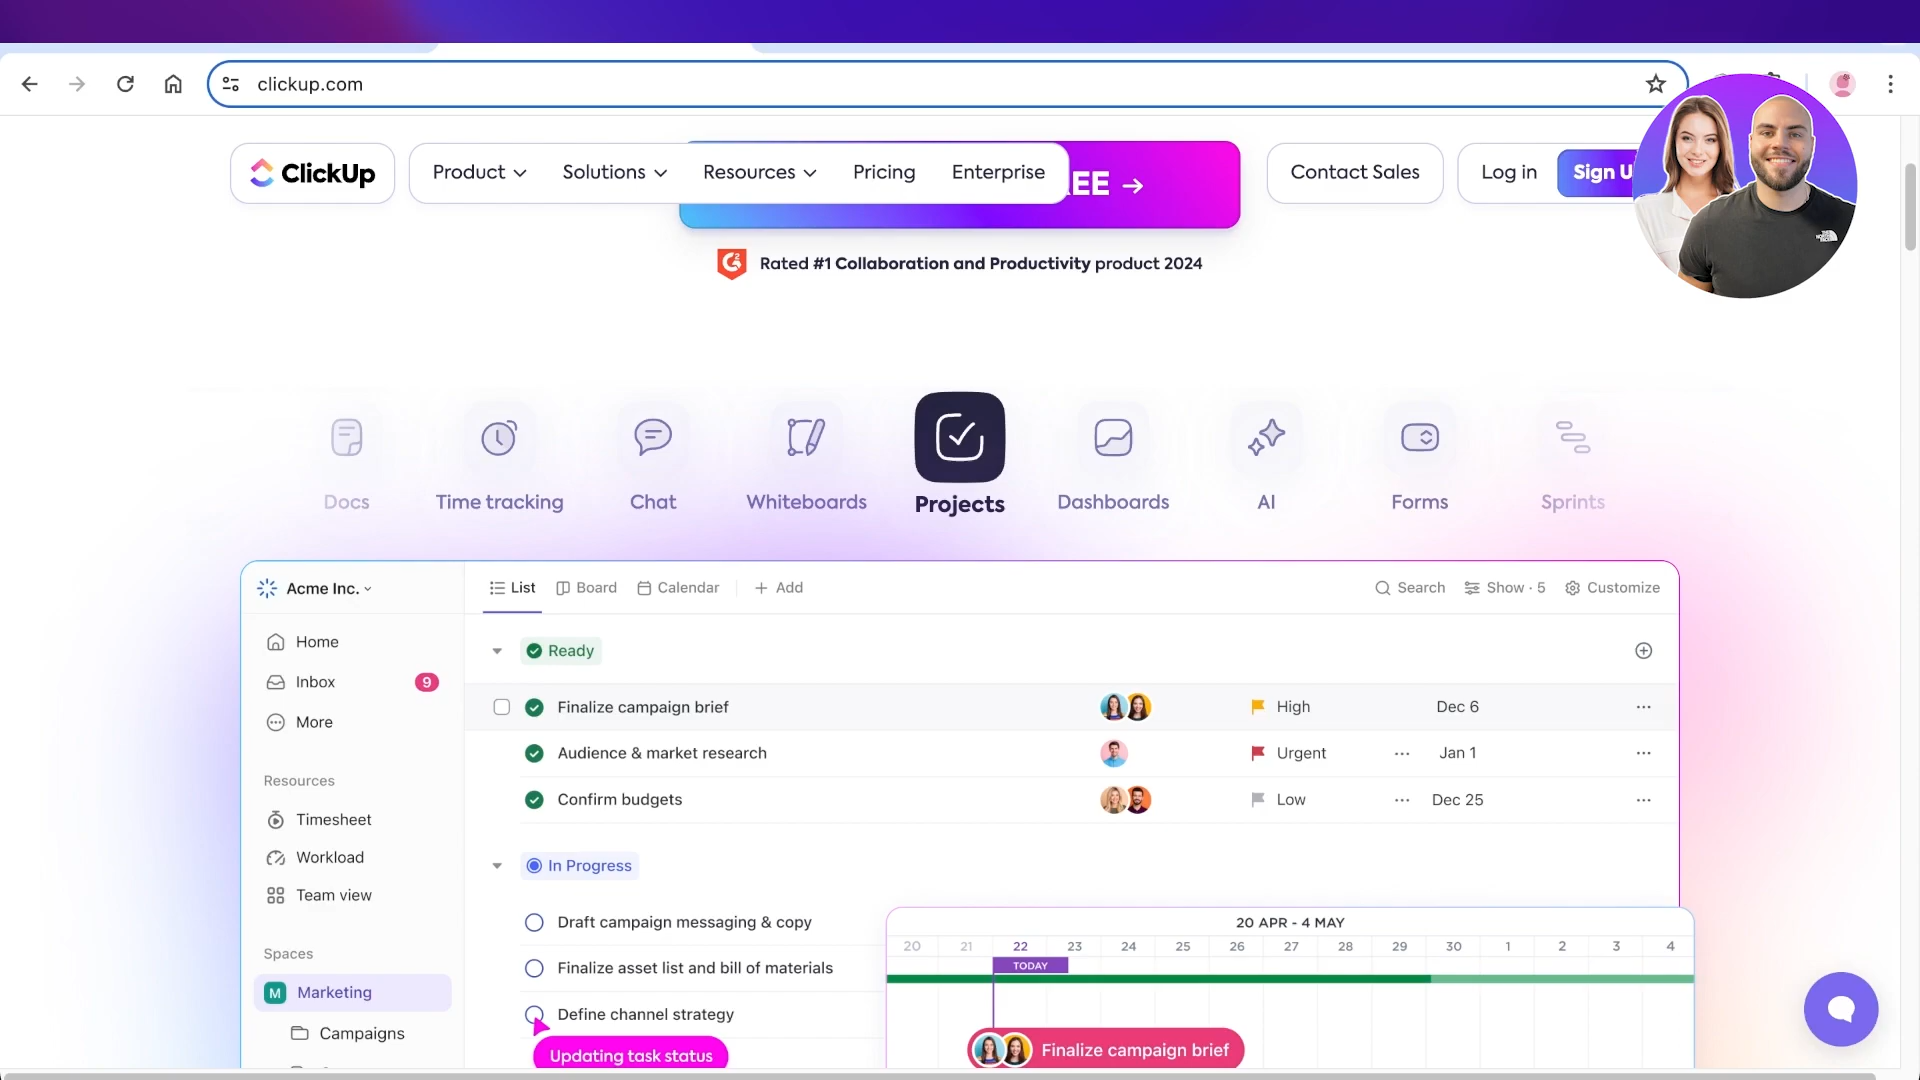 clickup.com
ClickUp
Product
Solutions
Resources
Pricing
Enterprise
EE →
Contact Sales
Log in
Sign U
Rated #1 Collaboration and Productivity product 2024
Docs
Time tracking
Chat
Whiteboards
Projects
Dashboards
AI
Forms
Sprints
Acme Inc.
List
Board
Calendar
+ Add
Search
Show · 5
Customize
Home
Inbox
9
More
Resources
Timesheet
Workload
Team view
Spaces
M Marketing
Campaigns
Ready
Finalize campaign brief
High
Dec 6
Audience & market research
Urgent
Jan 1
Confirm budgets
Low
Dec 25
In Progress
Draft campaign messaging & copy
Finalize asset list and bill of materials
Define channel strategy
Updating task status
20 APR - 4 MAY
20 21 22 23 24 25 26 27 28 29 30 1 2 3 4
TODAY
Finalize campaign brief